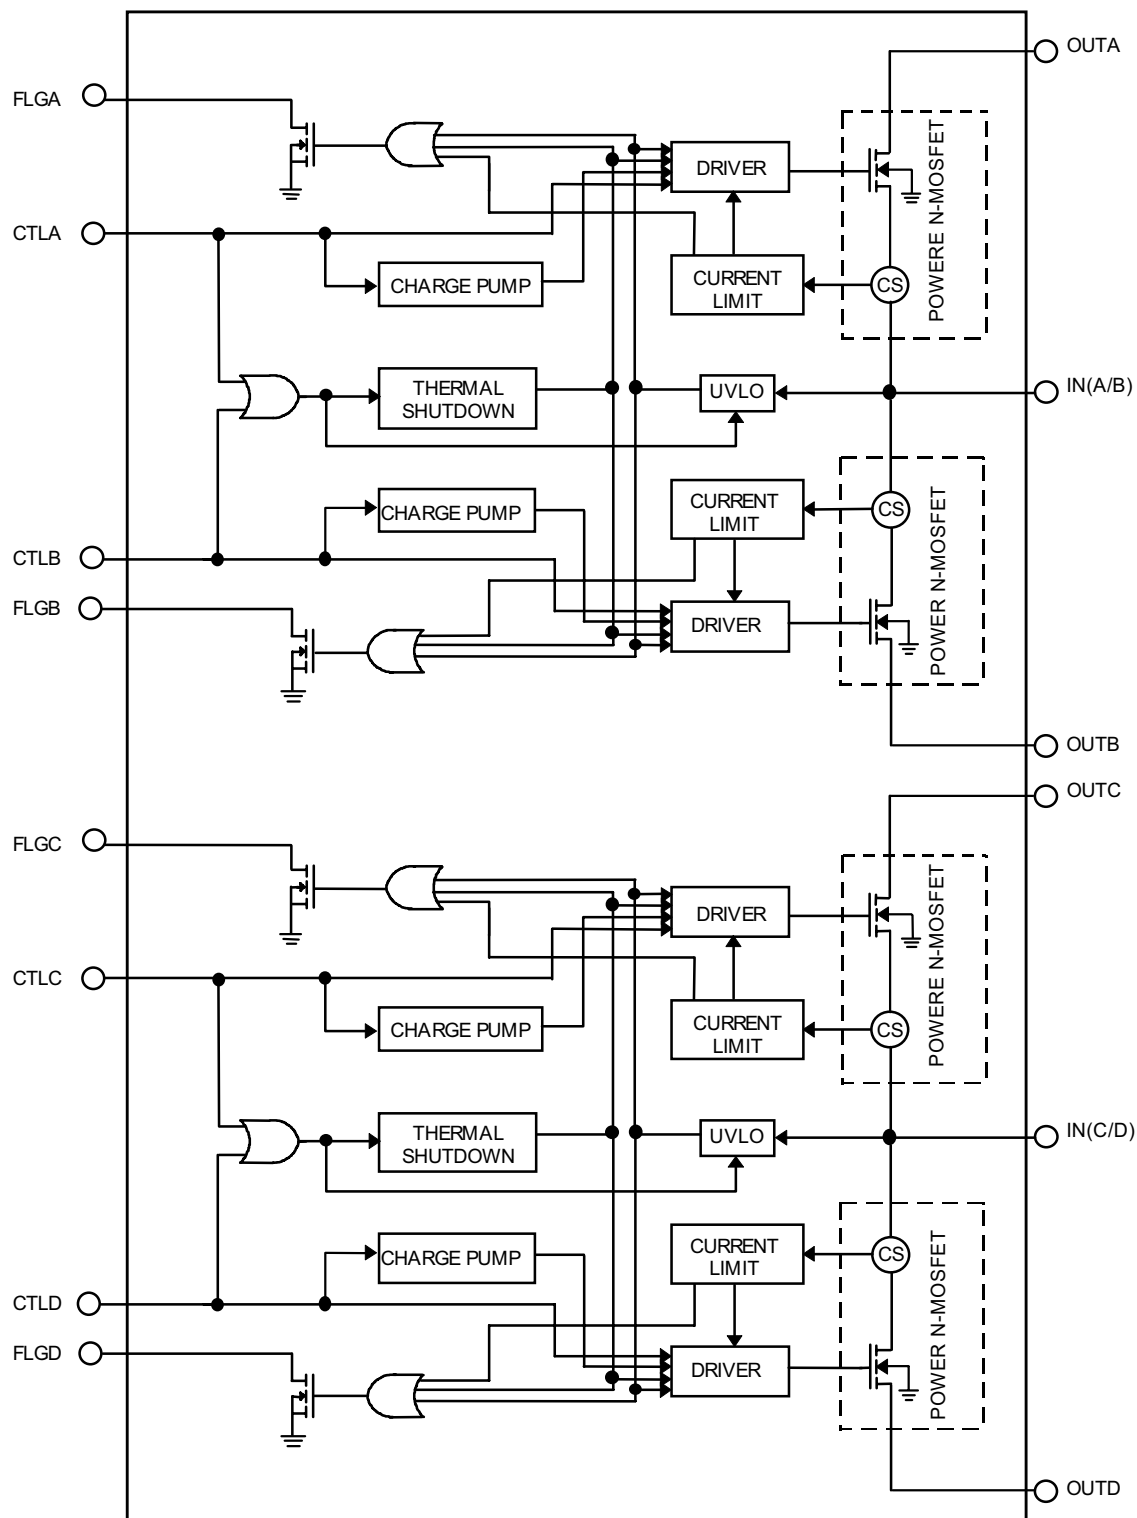 OUTA
FLGA
DRIVER
POWERE N-MOSFET
CTLA
CHARGE PUMP
CURRENT
LIMIT
CS
THERMAL
SHUTDOWN
UVLO
IN(A/B)
CHARGE PUMP
CURRENT
LIMIT
CS
POWER N-MOSFET
CTLB
FLGB
DRIVER
OUTB
OUTC
FLGC
DRIVER
POWERE N-MOSFET
CTLC
CHARGE PUMP
CURRENT
LIMIT
CS
THERMAL
SHUTDOWN
UVLO
IN(C/D)
CHARGE PUMP
CURRENT
LIMIT
CS
POWER N-MOSFET
CTLD
FLGD
DRIVER
OUTD